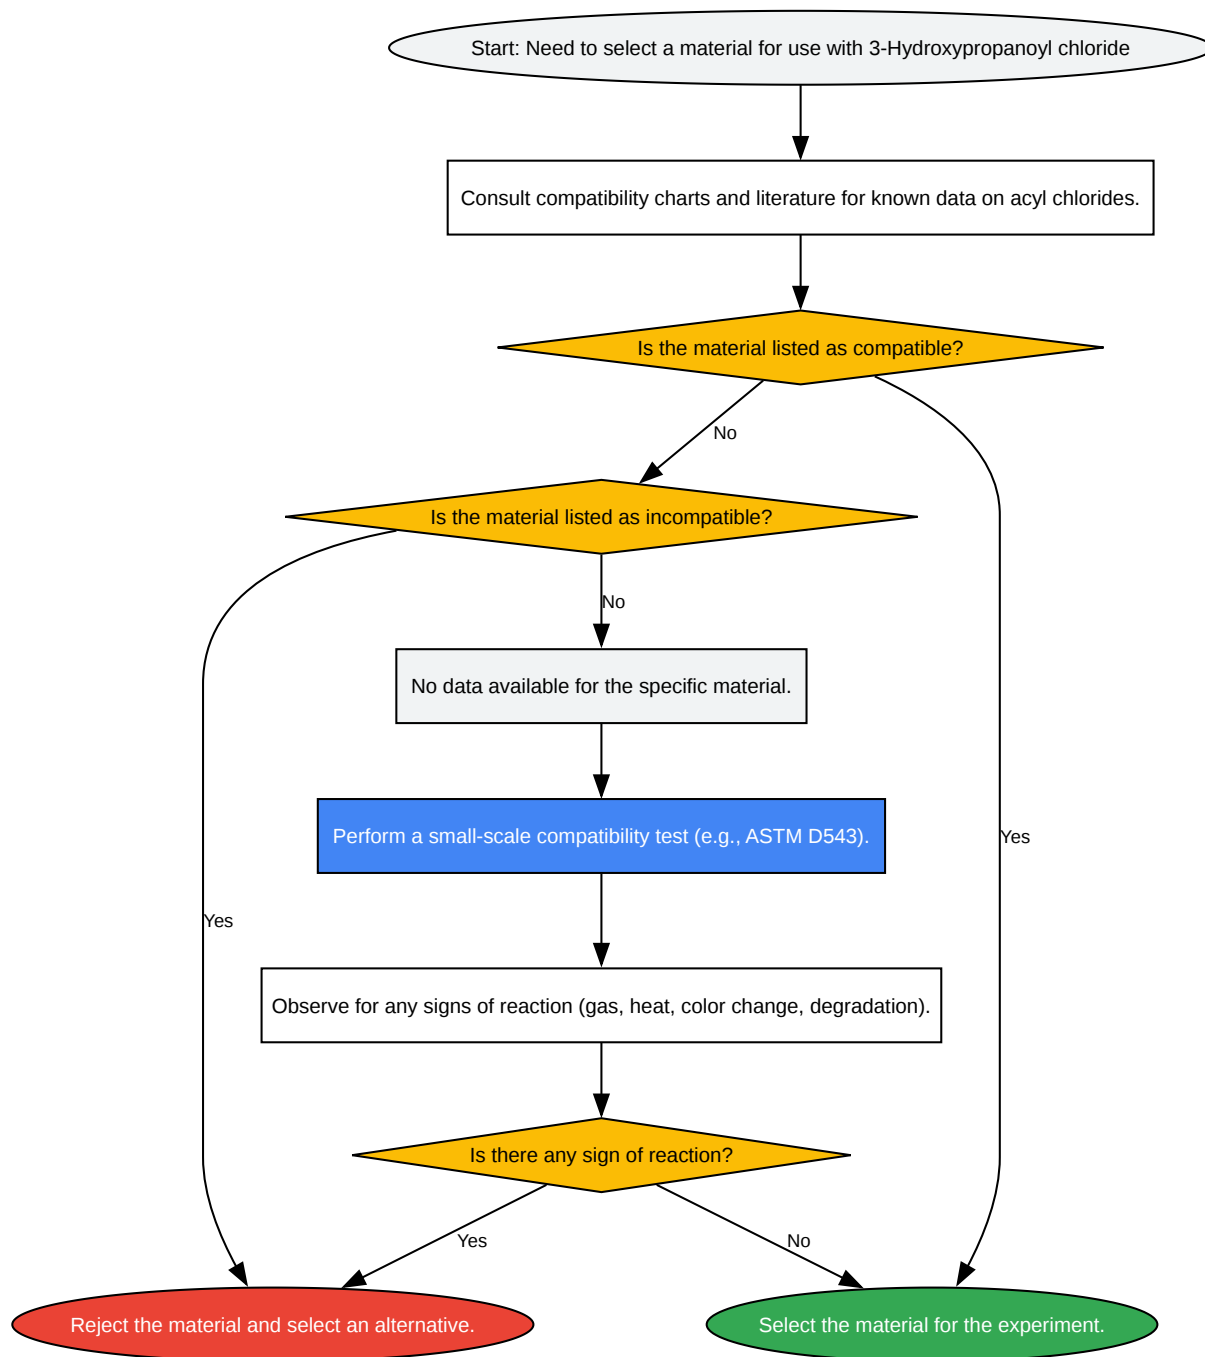 Start: Need to select a material for use with 3-Hydroxypropanoyl chloride
Consult compatibility charts and literature for known data on acyl chlorides.
Is the material listed as compatible?
No
Is the material listed as incompatible?
No
No data available for the specific material.
Perform a small-scale compatibility test (e.g., ASTM D543).
Yes
Yes
Observe for any signs of reaction (gas, heat, color change, degradation).
Is there any sign of reaction?
Yes
No
Reject the material and select an alternative.
Select the material for the experiment.